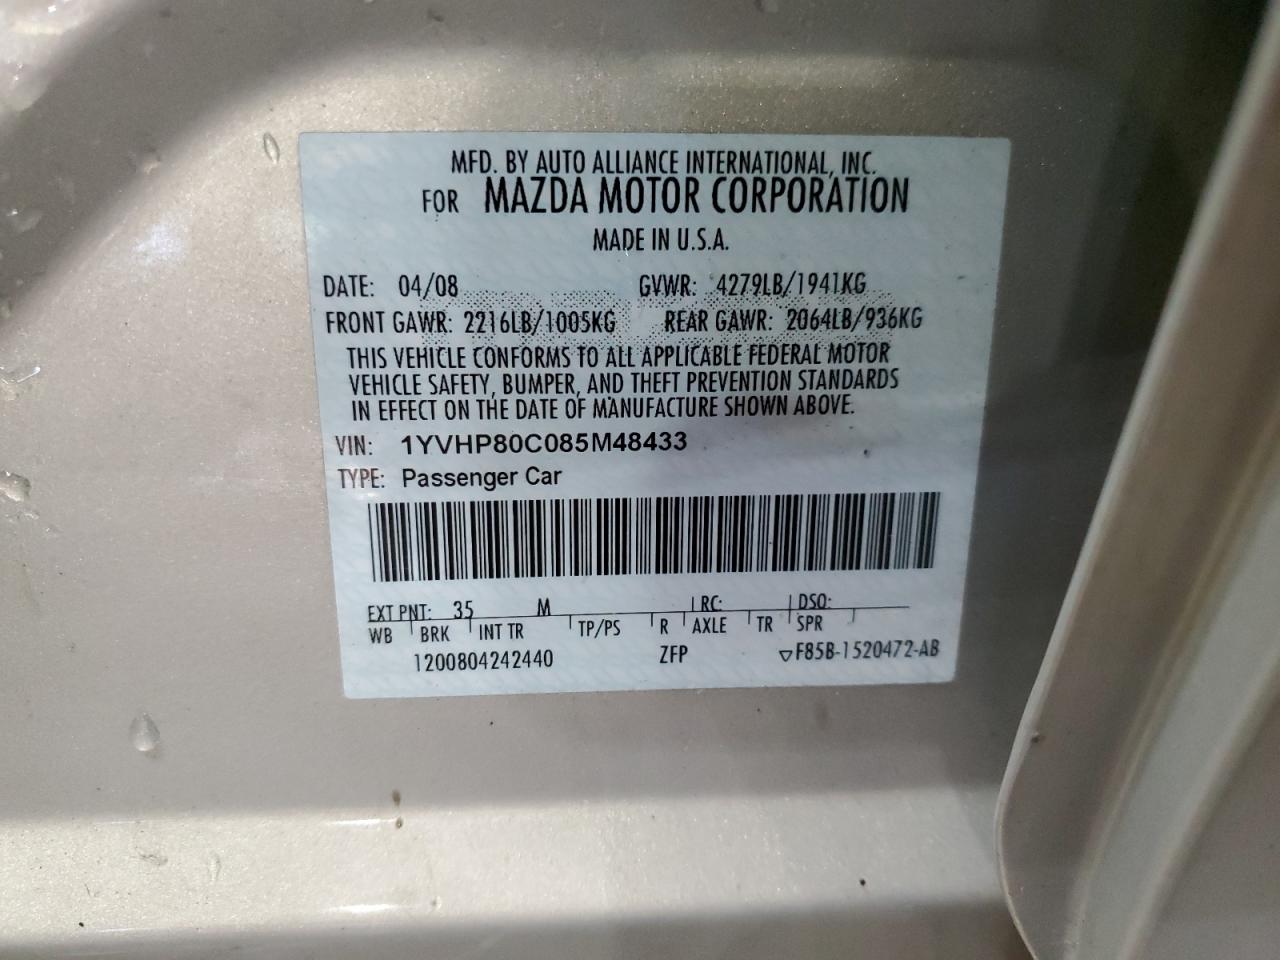 MFD. BY AUTO ALLIANCE INTERNATIONAL, INC.
FOR MAZDA MOTOR CORPORATION
MADE IN U.S.A.
DATE: 04/08 GVWR: 4279LB/1941KG
FRONT GAWR: 2216LB/1005KG REAR GAWR: 2064LB/936KG
THIS VEHICLE CONFORMS TO ALL APPLICABLE FEDERAL MOTOR
VEHICLE SAFETY, BUMPER, AND THEFT PREVENTION STANDARDS
IN EFFECT ON THE DATE OF MANUFACTURE SHOWN ABOVE.
VIN: 1YVHP80C085M48433
TYPE: Passenger Car
EXT PNT: 35 M RC: DSO:
WB BRK INT TR TP/PS R AXLE TR SPR
1200804242440 ZFP ▽F85B-1520472-AB